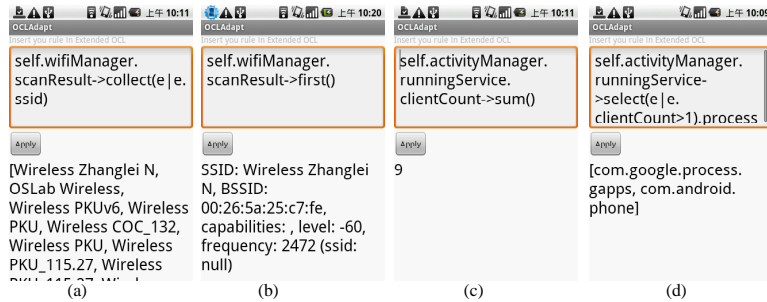 上午 10:11
OCLAdapt
Insert you rule in Extended OCL
self.wifiManager.
scanResult->collect(e|e.
ssid)
Apply
[Wireless Zhanglei N,
OSLab Wireless,
Wireless PKUv6, Wireless
PKU, Wireless COC_132,
Wireless PKU, Wireless
PKU_115.27, Wireless
(a)
上午 10:20
OCLAdapt
Insert you rule in Extended OCL
self.wifiManager.
scanResult->first()
Apply
SSID: Wireless Zhanglei
N, BSSID:
00:26:5a:25:c7:fe,
capabilities: , level: -60,
frequency: 2472 (ssid:
null)
(b)
上午 10:11
OCLAdapt
Insert you rule in Extended OCL
self.activityManager.
runningService.
clientCount->sum()
Apply
9
(c)
上午 10:09
OCLAdapt
Insert you rule in Extended OCL
self.activityManager.
runningService-
>select(e|e.
clientCount>1).process
Apply
[com.google.process.
gapps, com.android.
phone]
(d)